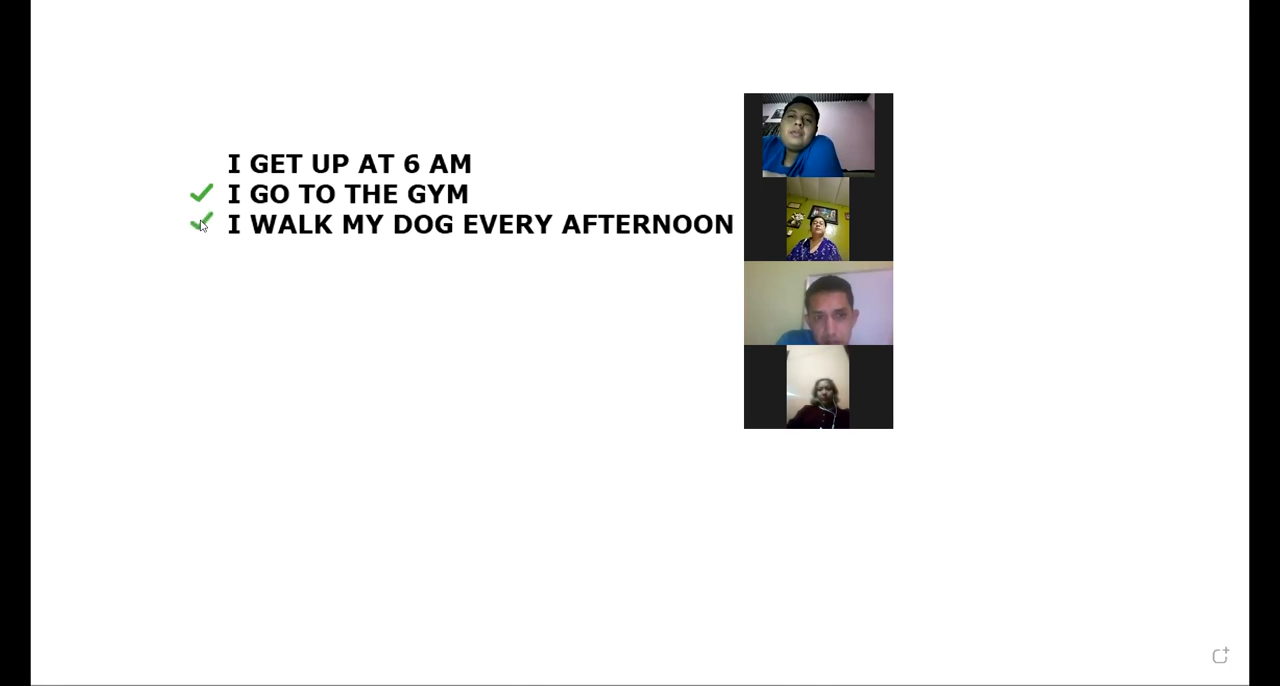 I GET UP AT 6 AM
I GO TO THE GYM
I WALK MY DOG EVERY AFTERNOON